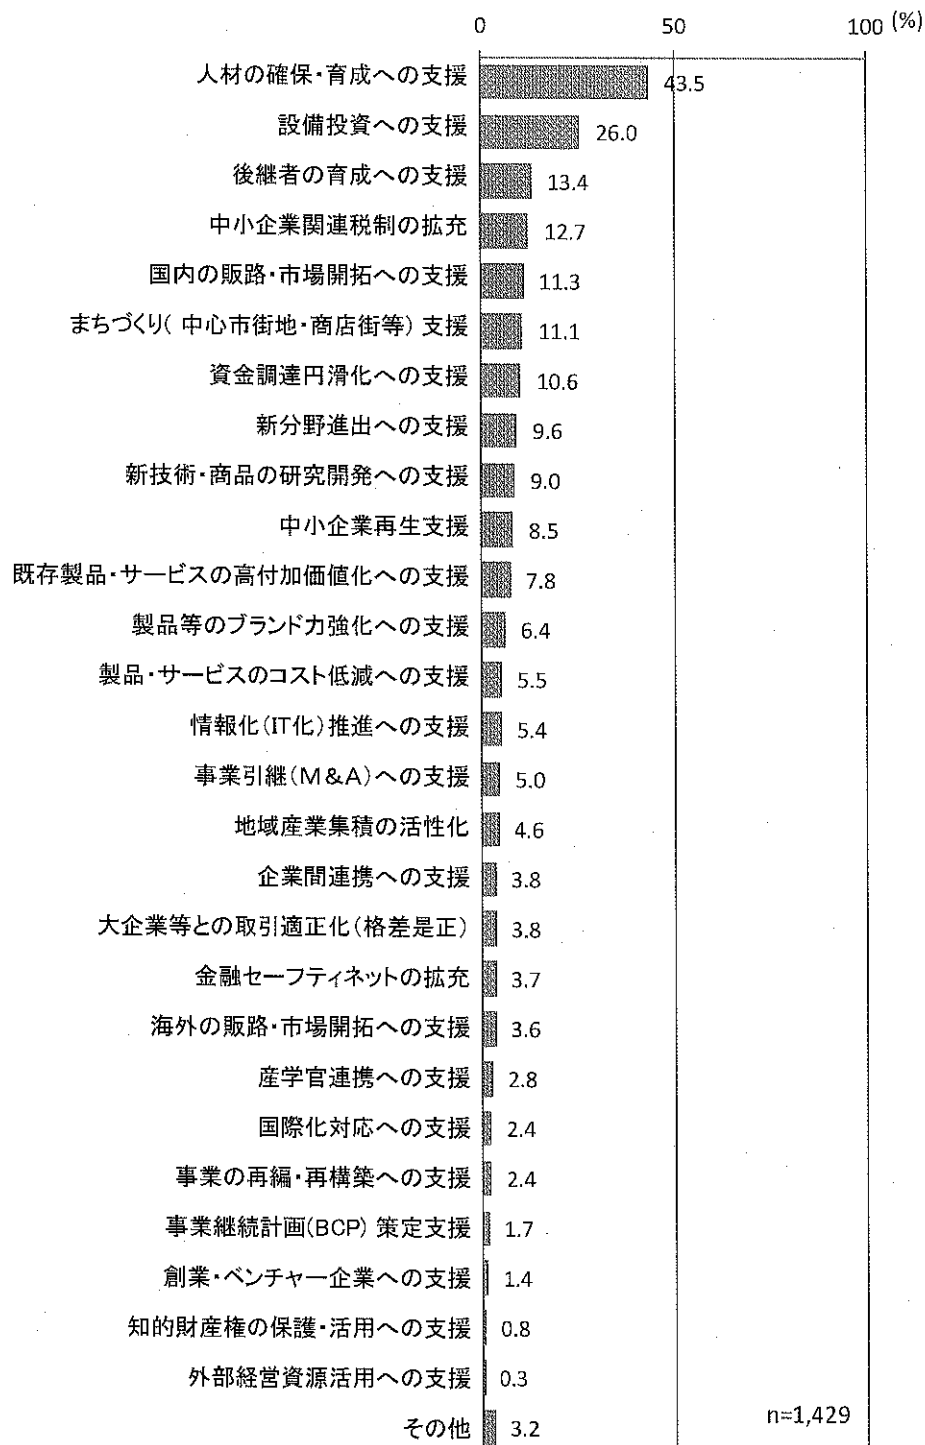 0 50 100 (%)
人材の確保・育成への支援 43.5
設備投資への支援 26.0
後継者の育成への支援 13.4
中小企業関連税制の拡充 12.7
国内の販路・市場開拓への支援 11.3
まちづくり( 中心市街地・商店街等) 支援 11.1
資金調達円滑化への支援 10.6
新分野進出への支援 9.6
新技術・商品の研究開発への支援 9.0
中小企業再生支援 8.5
既存製品・サービスの高付加価値化への支援 7.8
製品等のブランド力強化への支援 6.4
製品・サービスのコスト低減への支援 5.5
情報化(IT化)推進への支援 5.4
事業引継(M&A)への支援 5.0
地域産業集積の活性化 4.6
企業間連携への支援 3.8
大企業等との取引適正化(格差是正) 3.8
金融セーフティネットの拡充 3.7
海外の販路・市場開拓への支援 3.6
産学官連携への支援 2.8
国際化対応への支援 2.4
事業の再編・再構築への支援 2.4
事業継続計画(BCP) 策定支援 1.7
創業・ベンチャー企業への支援 1.4
知的財産権の保護・活用への支援 0.8
外部経営資源活用への支援 0.3
その他 3.2
n=1,429